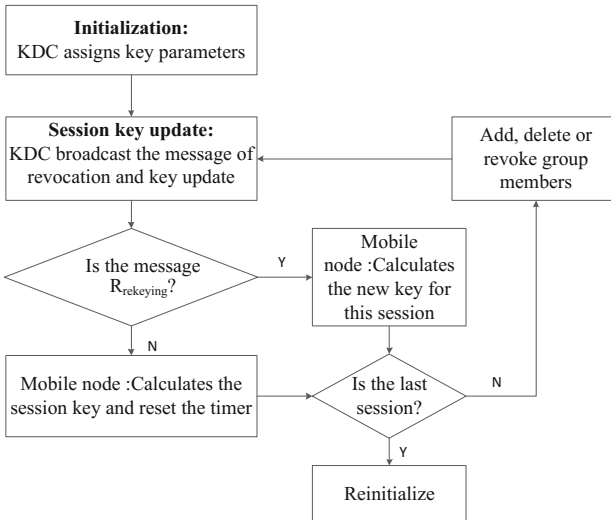 Initialization:
KDC assigns key parameters
Session key update:
KDC broadcast the message of
revocation and key update
Add, delete or
revoke group
members
Is the message
Rrekeying?
Y
Mobile
node :Calculates
the new key for
this session
N
Mobile node :Calculates the
session key and reset the timer
Is the last
session?
N
Y
Reinitialize